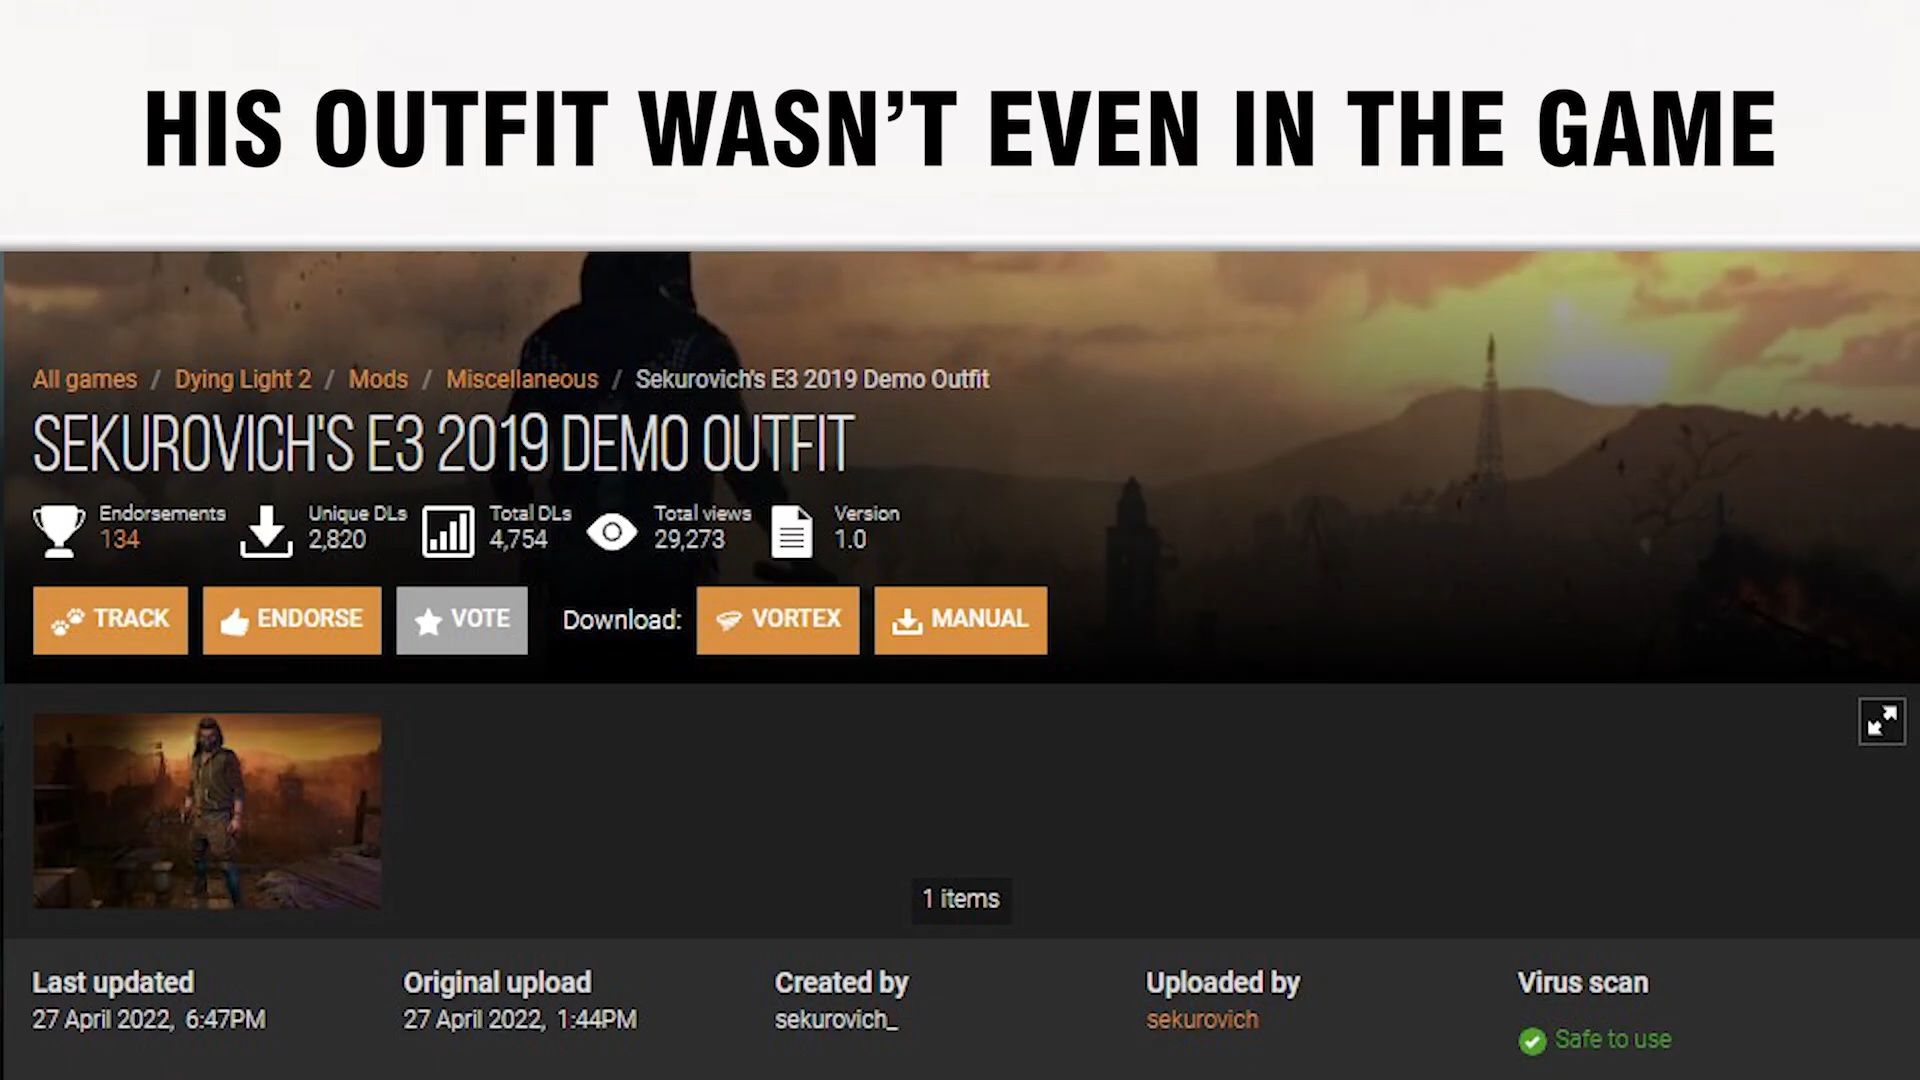 HIS OUTFIT WASN’T EVEN IN THE GAME
All games / Dying Light 2 / Mods / Miscellaneous / Sekurovich's E3 2019 Demo Outfit
SEKUROVICH'S E3 2019 DEMO OUTFIT
Endorsements Unique DLs Total DLs Total views Version
134 2,820 4,754 29,273 1.0
TRACK ENDORSE VOTE Download: VORTEX MANUAL
1 items
Last updated Original upload Created by Uploaded by Virus scan
27 April 2022, 6:47PM 27 April 2022, 1:44PM sekurovich_ sekurovich
Safe to use